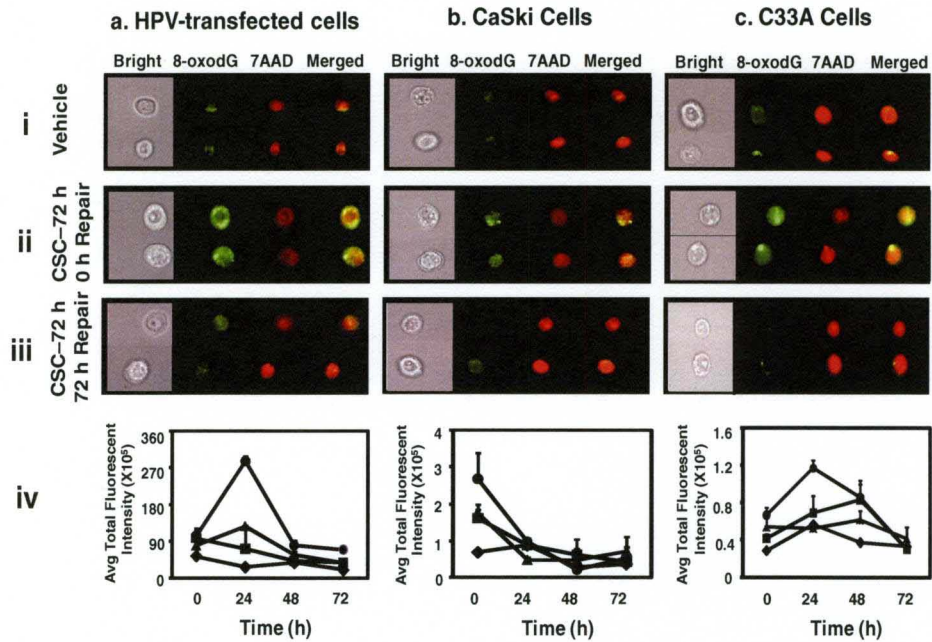 a. HPV-transfected cells
b. CaSki Cells
c. C33A Cells
Bright 8-oxodG 7AAD Merged
Bright 8-oxodG 7AAD Merged
Bright 8-oxodG 7AAD Merged
i
Vehicle
ii
CSC–72 h
0 h Repair
iii
CSC–72 h
72 h Repair
iv
Avg Total Fluorescent
Intensity (X10⁵)
360
270
180
90
0
0 24 48 72
Time (h)
Avg Total Fluorescent
Intensity (X10⁵)
4
3
2
1
0
0 24 48 72
Time (h)
Avg Total Fluorescent
Intensity (X10⁵)
1.6
1.2
0.8
0.4
0
0 24 48 72
Time (h)